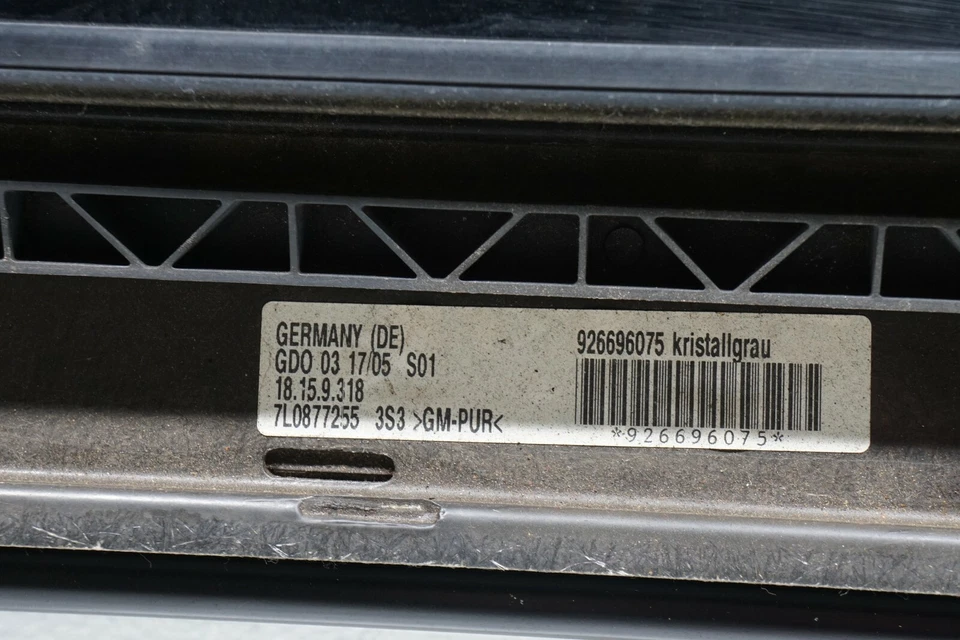 GERMANY (DE)
GDO 03 17/05 S01
18.15.9.318
7L0877255 3S3 >GM-PUR<
926696075 kristallgrau
*926696075*